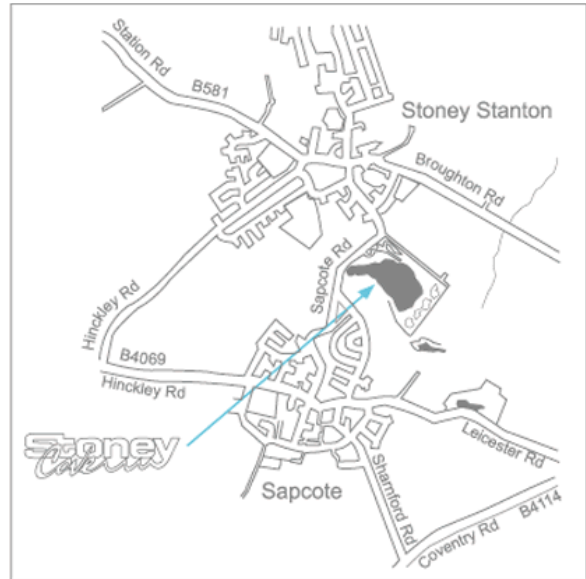 Station Rd
B581
Stoney Stanton
Broughton Rd
Sapcote Rd
Hinckley Rd
B4069
Hinckley Rd
Stoney
Cove
Leicester Rd
Sapcote
Sharnford Rd
B4114
Coventry Rd